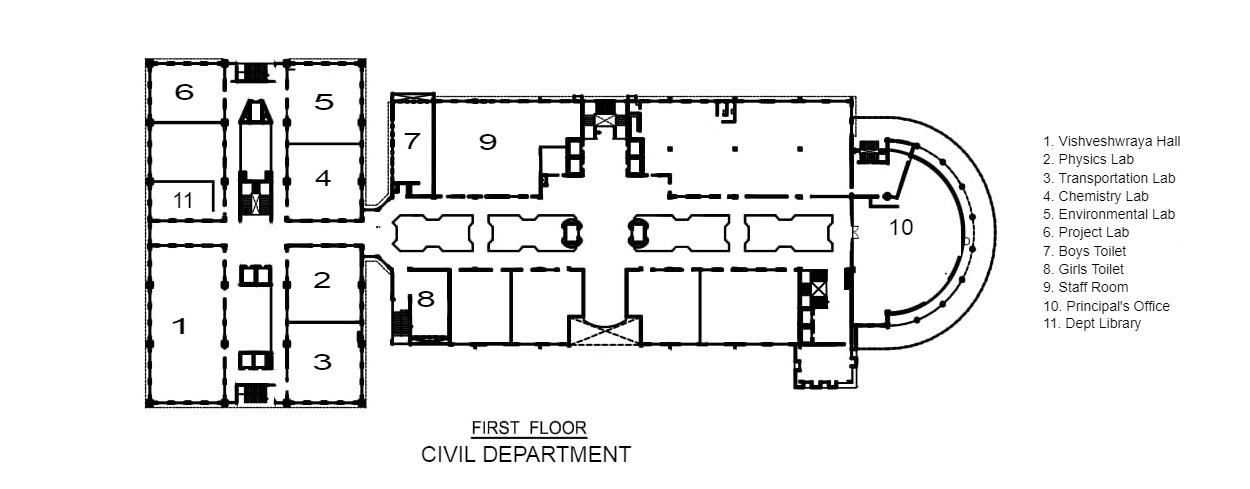 6
5
7
9
4
11
10
2
8
1
3
1. Vishveshwraya Hall
2. Physics Lab
3. Transportation Lab
4. Chemistry Lab
5. Environmental Lab
6. Project Lab
7. Boys Toilet
8. Girls Toilet
9. Staff Room
10. Principal's Office
11. Dept Library
FIRST FLOOR
CIVIL DEPARTMENT